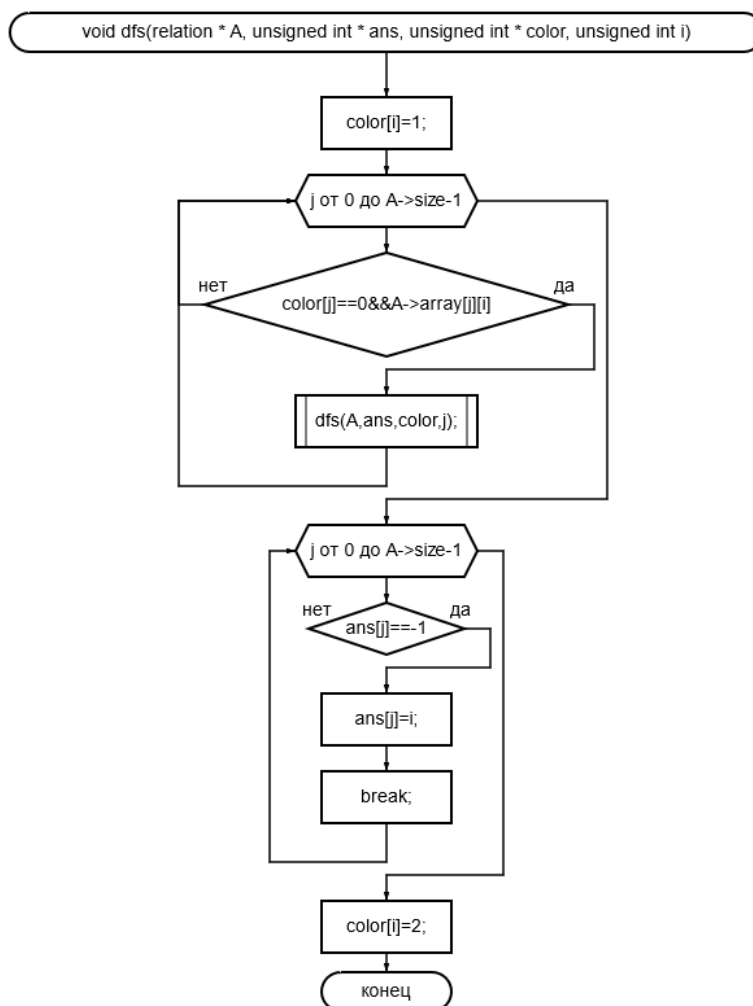 void dfs(relation * A, unsigned int * ans, unsigned int * color, unsigned int i)
color[i]=1;
j от 0 до A->size-1
нет
да
color[j]==0&&A->array[j][i]
dfs(A,ans,color,j);
j от 0 до A->size-1
нет
да
ans[j]==-1
ans[j]=i;
break;
color[i]=2;
конец